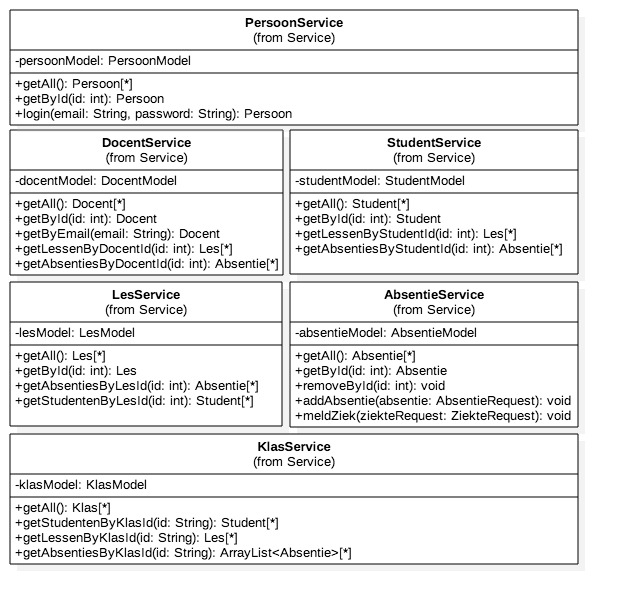 PersoonService
(from Service)
-persoonModel: PersoonModel
+getAll(): Persoon[*]
+getById(id: int): Persoon
+login(email: String, password: String): Persoon
DocentService
(from Service)
-docentModel: DocentModel
+getAll(): Docent[*]
+getById(id: int): Docent
+getByEmail(email: String): Docent
+getLessenByDocentId(id: int): Les[*]
+getAbsentiesByDocentId(id: int): Absentie[*]
StudentService
(from Service)
-studentModel: StudentModel
+getAll(): Student[*]
+getById(id: int): Student
+getLessenByStudentId(id: int): Les[*]
+getAbsentiesByStudentId(id: int): Absentie[*]
LesService
(from Service)
-lesModel: LesModel
+getAll(): Les[*]
+getById(id: int): Les
+getAbsentiesByLesId(id: int): Absentie[*]
+getStudentenByLesId(id: int): Student[*]
AbsentieService
(from Service)
-absentieModel: AbsentieModel
+getAll(): Absentie[*]
+getById(id: int): Absentie
+removeById(id: int): void
+addAbsentie(absentie: AbsentieRequest): void
+meldZiek(ziekteRequest: ZiekteRequest): void
KlasService
(from Service)
-klasModel: KlasModel
+getAll(): Klas[*]
+getStudentenByKlasId(id: String): Student[*]
+getLessenByKlasId(id: String): Les[*]
+getAbsentiesByKlasId(id: String): ArrayList<Absentie>[*]